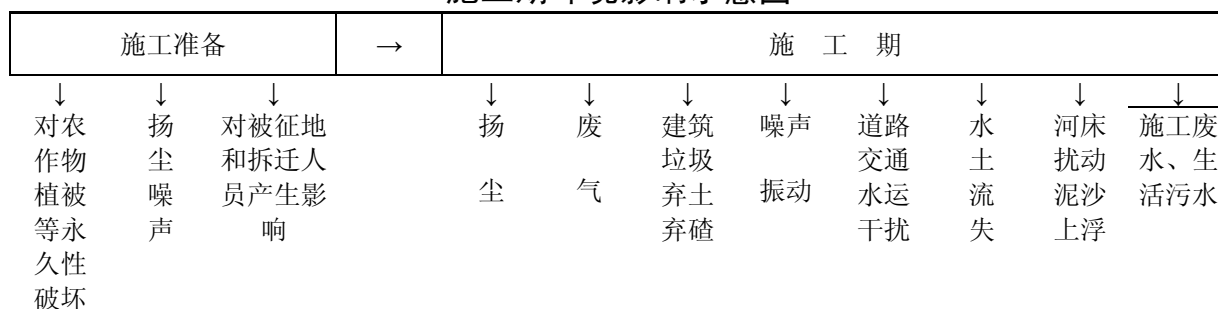 施工准备 → 施 工 期
↓ ↓ ↓ ↓ ↓ ↓ ↓ ↓ ↓ ↓ ↓
对农 扬 对被征地 扬 废 建筑 噪声 道路 水 河床 施工废
作物 尘 和拆迁人 垃圾 交通 土 扰动 水、生
植被 噪 员产生影 尘 气 弃土 振动 水运 流 泥沙 活污水
等永 声 响 弃碴 干扰 失 上浮
久性
破坏